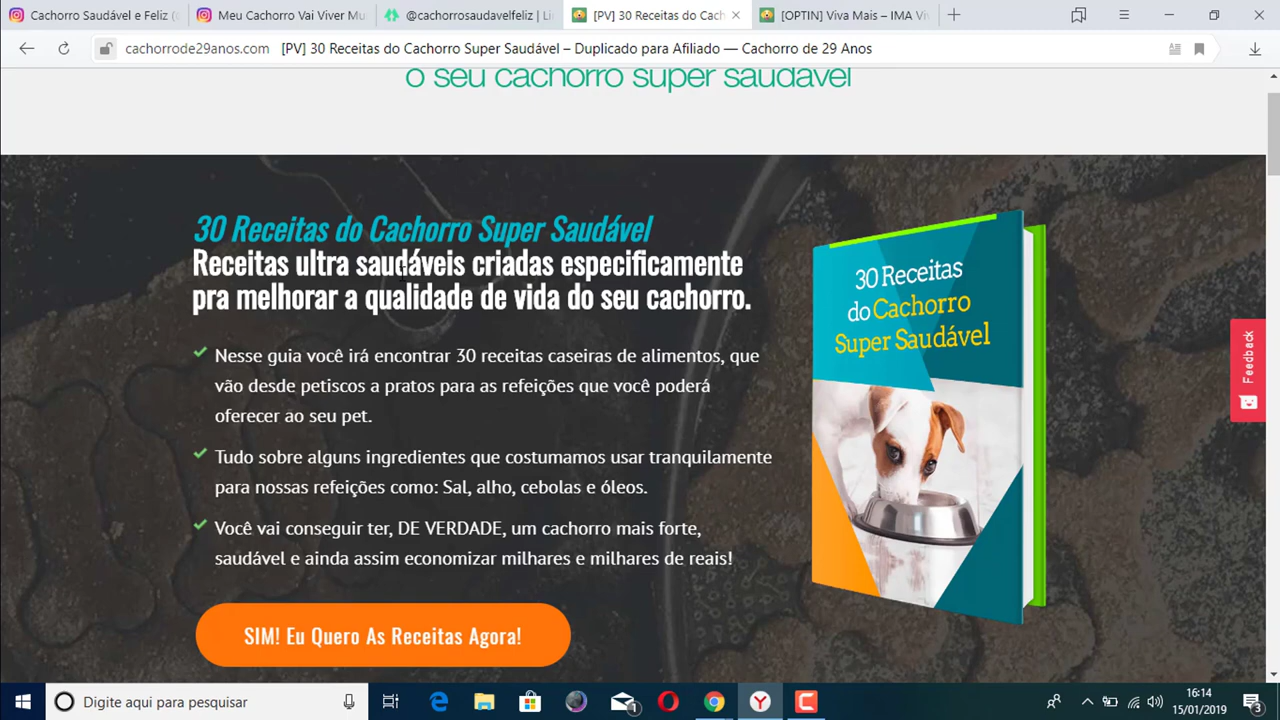 Cachorro Saudável e Feliz (
Meu Cachorro Vai Viver Mu
@cachorrosaudavelfeliz | Li
[PV] 30 Receitas do Cach
[OPTIN] Viva Mais – IMA Vi
cachorrode29anos.com
[PV] 30 Receitas do Cachorro Super Saudável – Duplicado para Afiliado — Cachorro de 29 Anos
o seu cachorro super saudável
30 Receitas do Cachorro Super Saudável
Receitas ultra saudáveis criadas especificamente
pra melhorar a qualidade de vida do seu cachorro.
Nesse guia você irá encontrar 30 receitas caseiras de alimentos, que
vão desde petiscos a pratos para as refeições que você poderá
oferecer ao seu pet.
Tudo sobre alguns ingredientes que costumamos usar tranquilamente
para nossas refeições como: Sal, alho, cebolas e óleos.
Você vai conseguir ter, DE VERDADE, um cachorro mais forte,
saudável e ainda assim economizar milhares e milhares de reais!
SIM! Eu Quero As Receitas Agora!
30 Receitas
do Cachorro
Super Saudável
Feedback
Digite aqui para pesquisar
1
16:14
15/01/2019
3